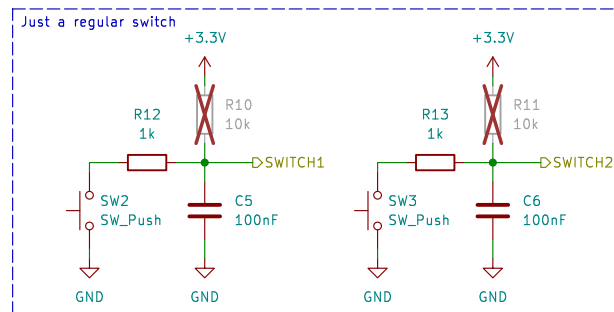 Just a regular switch
+3.3V
R10
10k
R12
1k
SWITCH1
SW2
SW_Push
C5
100nF
GND
GND
+3.3V
R11
10k
R13
1k
SWITCH2
SW3
SW_Push
C6
100nF
GND
GND